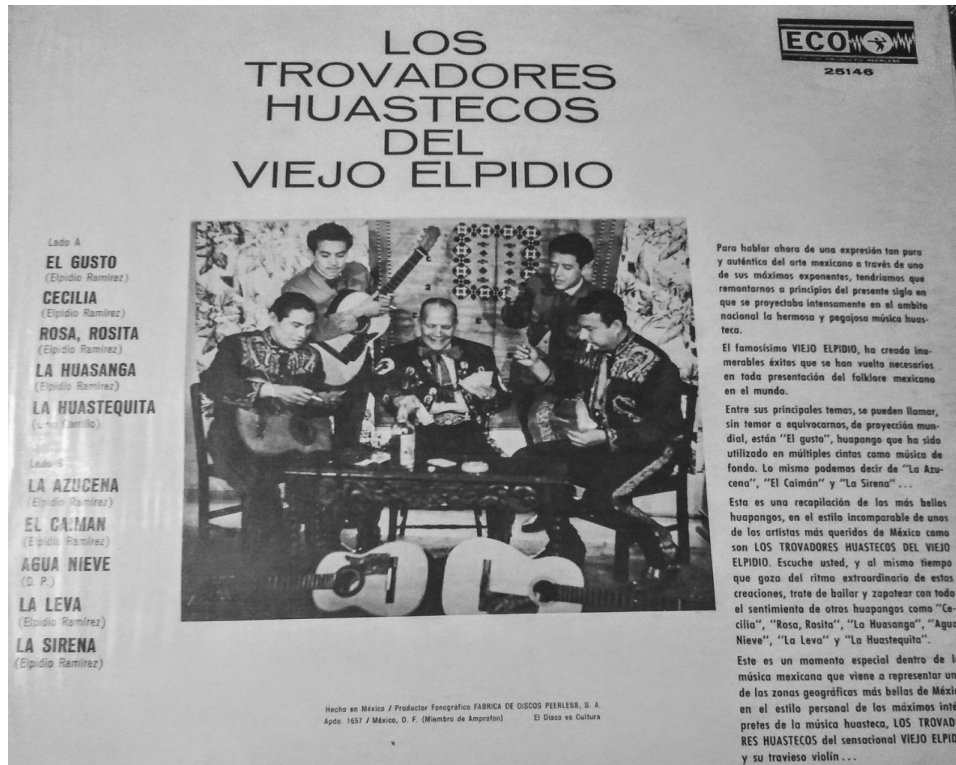 LOS
TROVADORES
HUASTECOS
DEL
VIEJO ELPIDIO
ECO
25146
Lado A
EL GUSTO
(Elpidio Ramírez)
CECILIA
(Elpidio Ramírez)
ROSA, ROSITA
(Elpidio Ramírez)
LA HUASANGA
(Elpidio Ramírez)
LA HUASTEQUITA
Lado B
LA AZUCENA
(Elpidio Ramírez)
EL CAIMAN
(Elpidio Ramírez)
AGUA NIEVE
(D. P.)
LA LEVA
(Elpidio Ramírez)
LA SIRENA
(Elpidio Ramírez)
Para hablar ahora de una expresión tan pura
y auténtica del arte mexicano a través de uno
de sus máximos exponentes, tendríamos que
remontarnos a principios del presente siglo en
que se proyectaba intensamente en el ambito
nacional la hermosa y pegajosa música huas-
teca.
El famosísimo VIEJO ELPIDIO, ha creado innu-
merables éxitos que se han vuelto necesarios
en toda presentación del folklore mexicano
en el mundo.
Entre sus principales temas, se pueden llamar,
sin temor a equivocarnos, de proyección mun-
dial, están "El gusto", huapango que ha sido
utilizado en múltiples cintas como música de
fondo. Lo mismo podemos decir de "La Azu-
cena", "El Caimán" y "La Sirena"...
Esta es una recopilación de los más bellos
huapangos, en el estilo incomparable de unos
de los artistas más queridos de México como
son LOS TROVADORES HUASTECOS DEL VIEJO
ELPIDIO. Escuche usted, y al mismo tiempo
que goza del ritmo extraordinario de estas
creaciones, trate de bailar y zapatear con todo
el sentimiento de otros huapangos como "Ce-
cilia", "Rosa, Rosita", "La Huasanga", "Agua
Nieve", "La Leva" y "La Huastequita".
Este es un momento especial dentro de l
música mexicana que viene a representar un
de las zonas geográficas más bellas de Méxi
en el estilo personal de los máximos inté
pretes de la música huasteca, LOS TROVAD
RES HUASTECOS del sensacional VIEJO ELPID
y su travieso violín...
Hecho en México / Productor Fonográfico FABRICA DE DISCOS PEERLESS, S. A.
Apdo. 1657 / México, D. F. (Miembro de Amprofon) El Disco es Cultura